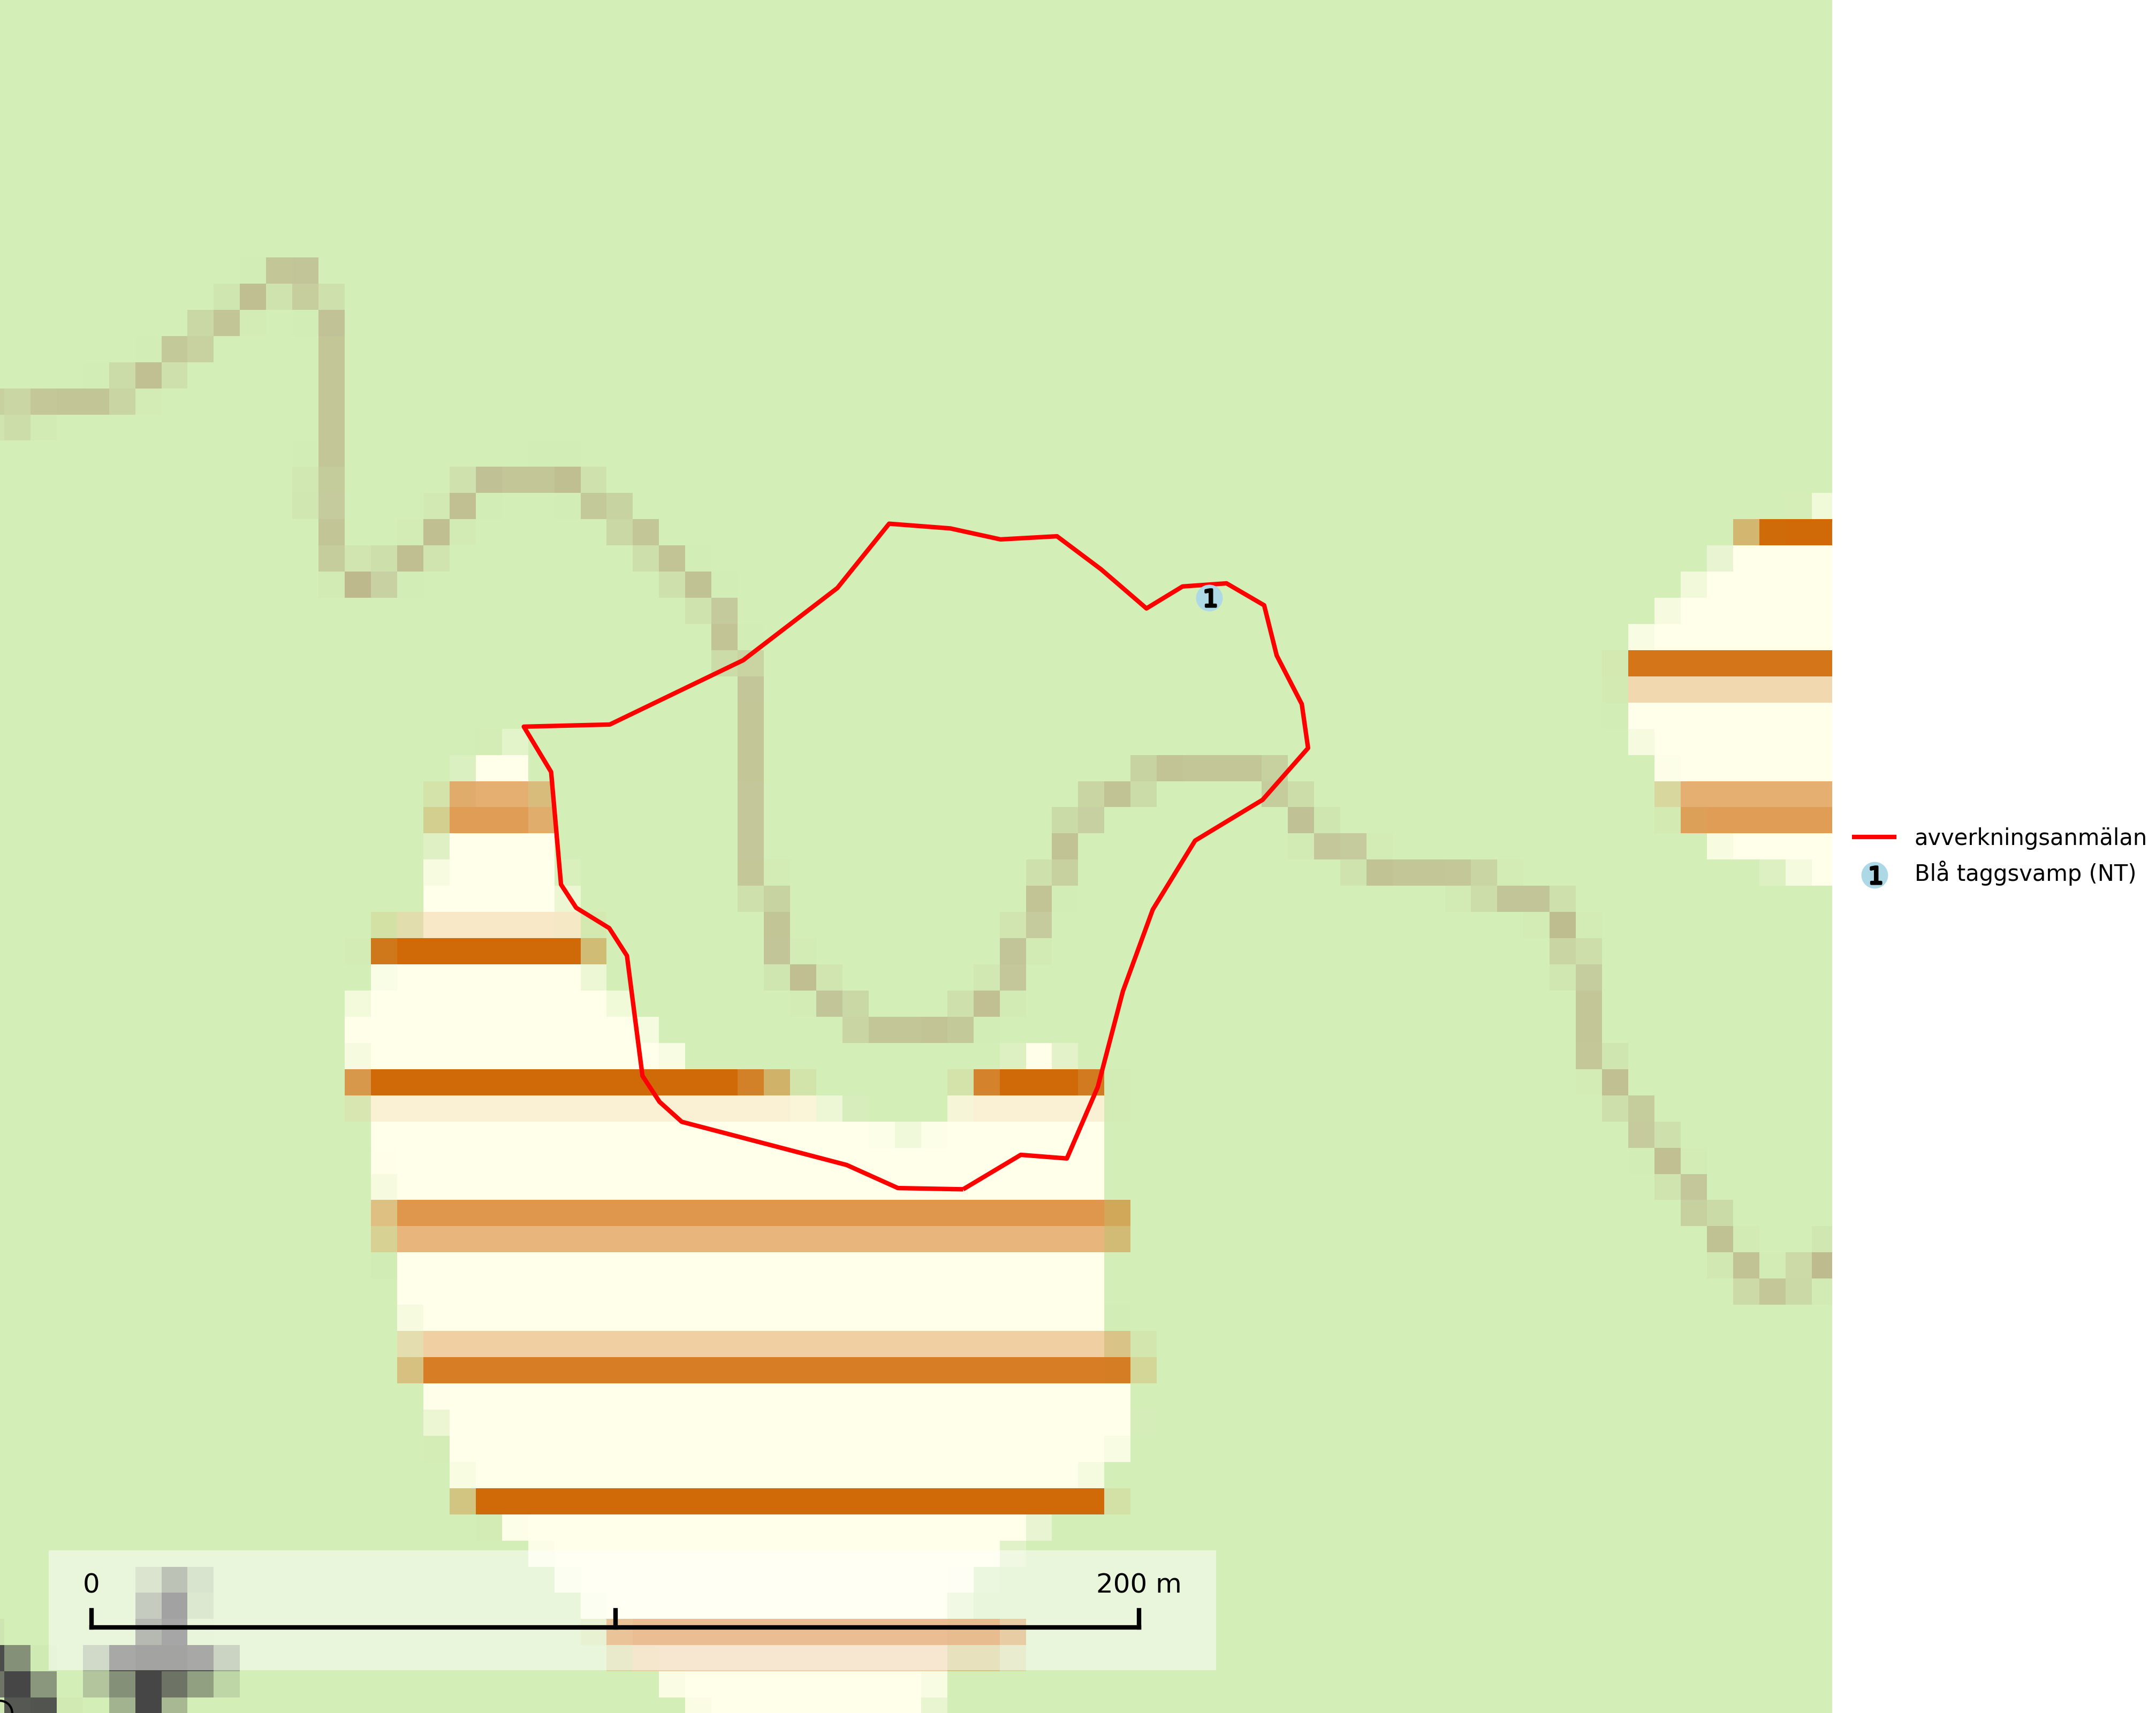 1
avverkningsanmälan
1 Blå taggsvamp (NT)
0 200 m